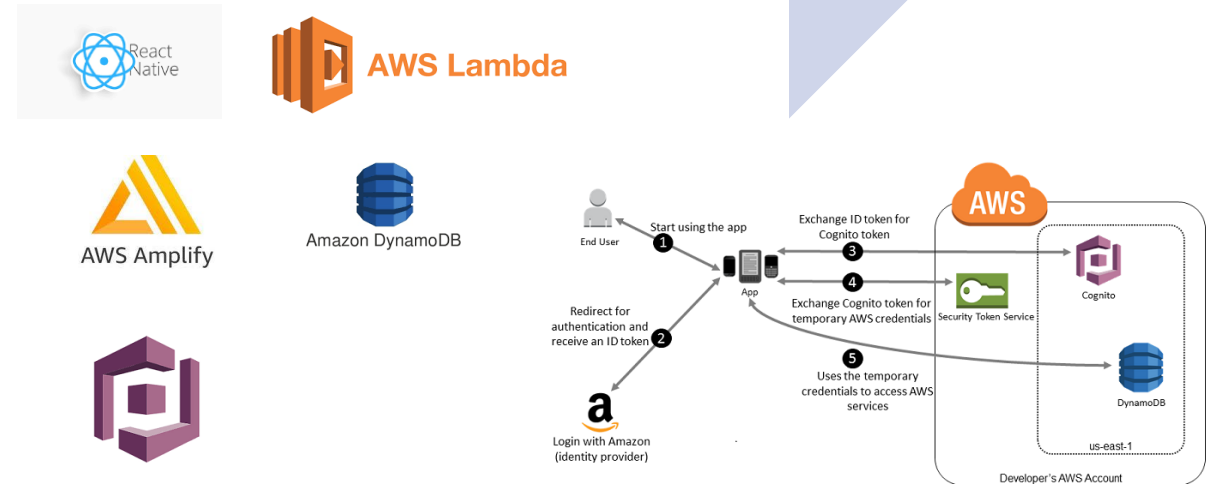 React
Native
AWS Lambda
AWS Amplify
Amazon DynamoDB
AWS
End User
Start using the app
1
App
Exchange ID token for
Cognito token
3
Cognito
4
Exchange Cognito token for
temporary AWS credentials
Security Token Service
Redirect for
authentication and
receive an ID token
2
5
Uses the temporary
credentials to access AWS
services
DynamoDB
a
Login with Amazon
(identity provider)
us-east-1
Developer's AWS Account